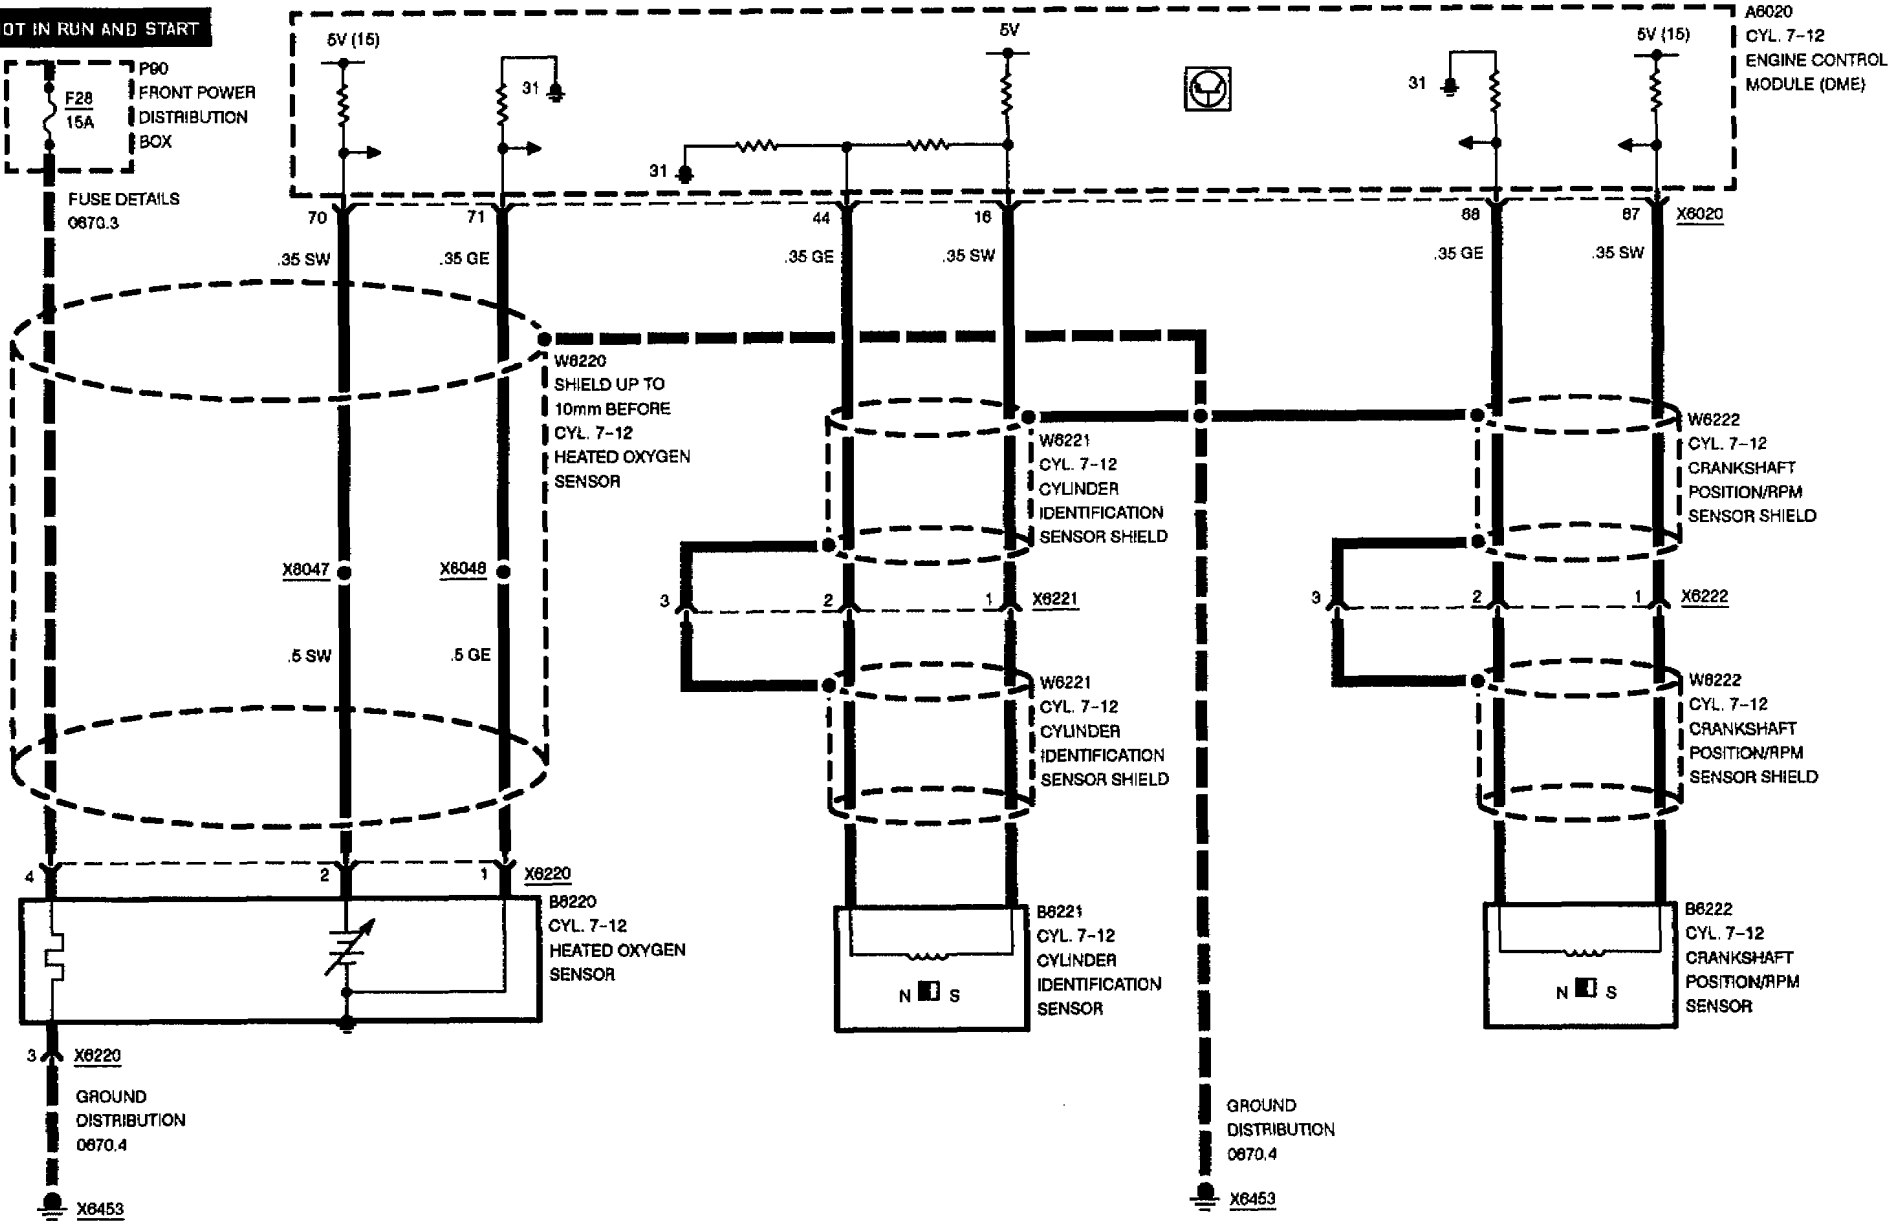 OT IN RUN AND START
P90
FRONT POWER
DISTRIBUTION
BOX
F28
15A
FUSE DETAILS
0670.3
5V (15)
31
5V
31
31
5V (15)
A6020
CYL. 7-12
ENGINE CONTROL
MODULE (DME)
70
71
44
16
68
67
X6020
.35 SW
.35 GE
.35 GE
.35 SW
.35 GE
.35 SW
W6220
SHIELD UP TO
10mm BEFORE
CYL. 7-12
HEATED OXYGEN
SENSOR
W6221
CYL. 7-12
CYLINDER
IDENTIFICATION
SENSOR SHIELD
W6222
CYL. 7-12
CRANKSHAFT
POSITION/RPM
SENSOR SHIELD
X6047
X6048
3
2
1
X6221
3
2
1
X6222
.5 SW
.5 GE
W6221
CYL. 7-12
CYLINDER
IDENTIFICATION
SENSOR SHIELD
W6222
CYL. 7-12
CRANKSHAFT
POSITION/RPM
SENSOR SHIELD
4
2
1
X6220
B6220
CYL. 7-12
HEATED OXYGEN
SENSOR
N
S
B6221
CYL. 7-12
CYLINDER
IDENTIFICATION
SENSOR
N
S
B6222
CYL. 7-12
CRANKSHAFT
POSITION/RPM
SENSOR
3
X6220
GROUND
DISTRIBUTION
0670.4
X6453
GROUND
DISTRIBUTION
0670.4
X6453